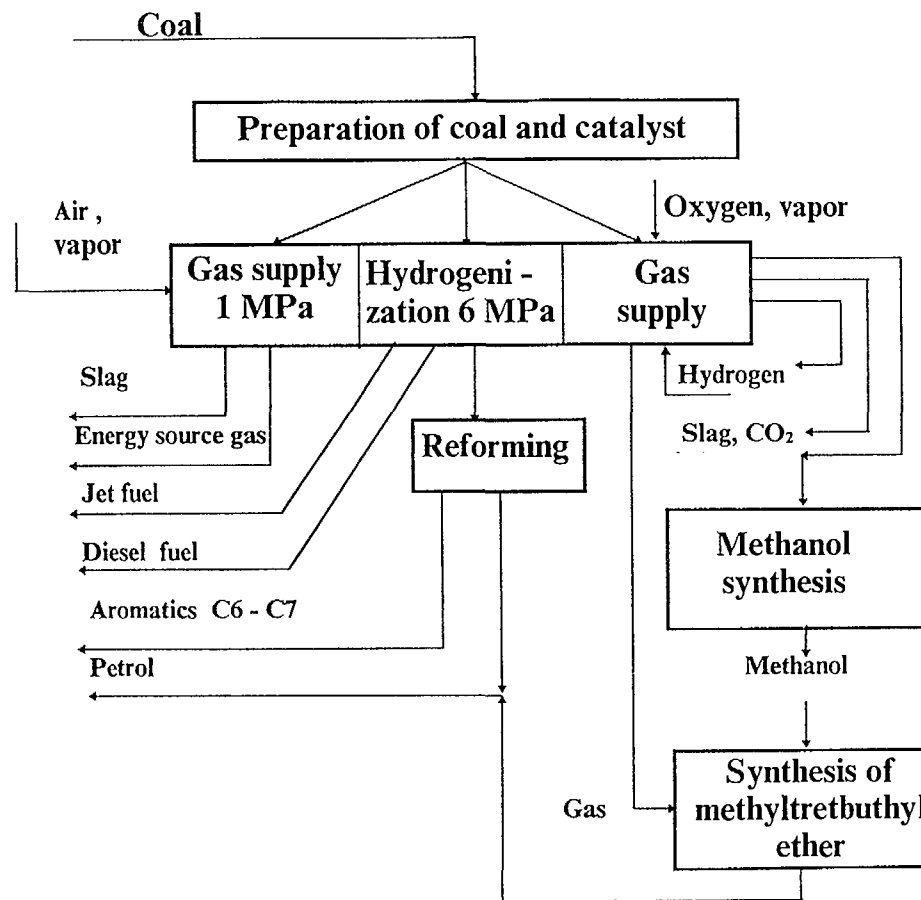 Coal
Preparation of coal and catalyst
Air ,
vapor
Oxygen, vapor
Gas supply
1 MPa
Hydrogeni -
zation 6 MPa
Gas
supply
Slag
Energy source gas
Jet fuel
Diesel fuel
Aromatics C6 - C7
Petrol
Reforming
Hydrogen
Slag, CO₂
Methanol
synthesis
Methanol
Gas
Synthesis of
methyltretbuthyl
ether